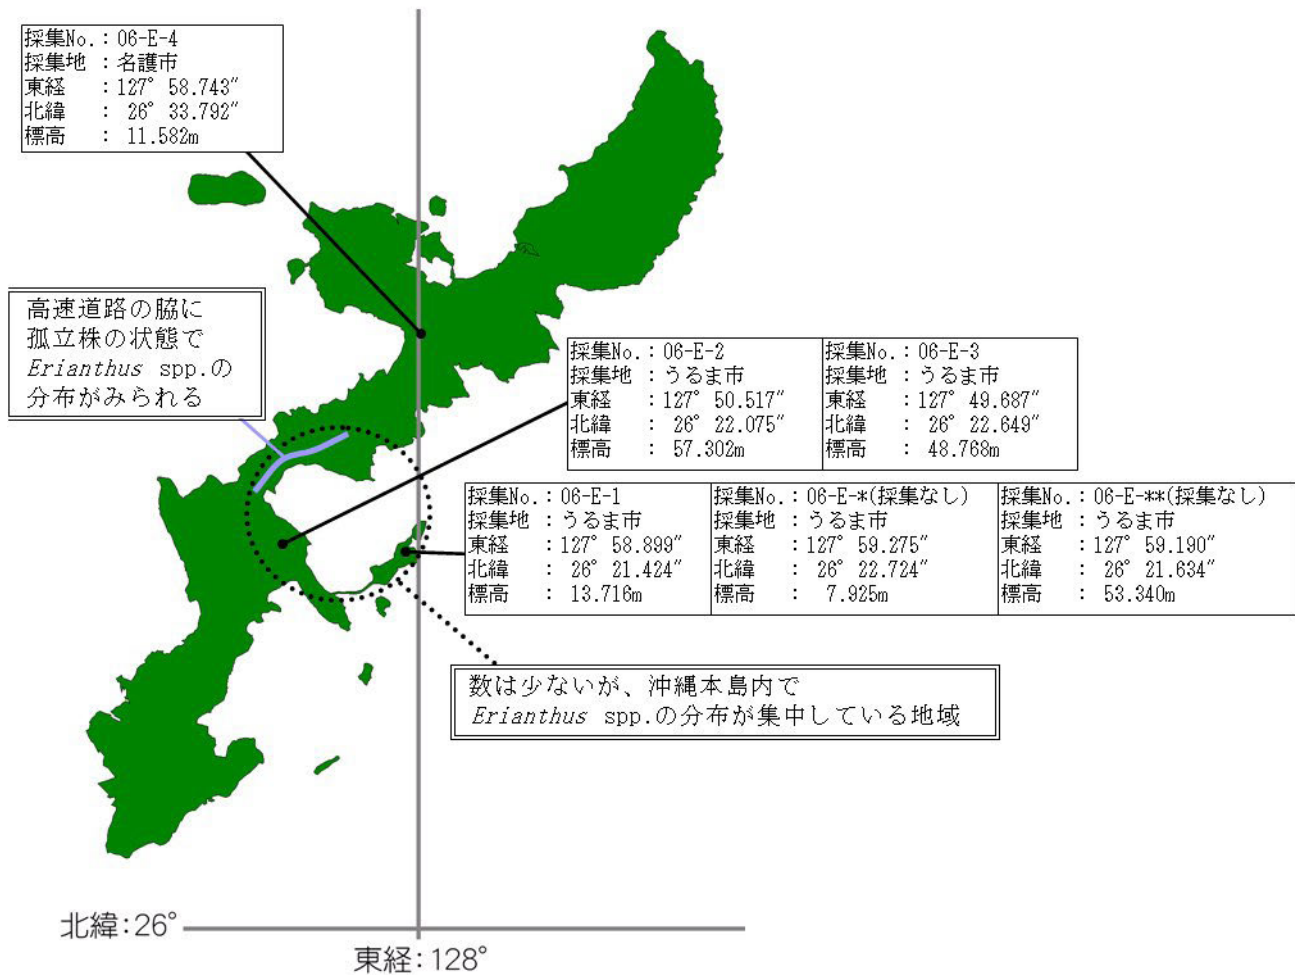 採集No.：06-E-4
採集地 ：名護市
東経 ：127° 58.743″
北緯 ： 26° 33.792″
標高 ： 11.582m
高速道路の脇に
孤立株の状態で
Erianthus spp.の
分布がみられる
採集No.：06-E-2
採集地 ：うるま市
東経 ：127° 50.517″
北緯 ： 26° 22.075″
標高 ： 57.302m
採集No.：06-E-3
採集地 ：うるま市
東経 ：127° 49.687″
北緯 ： 26° 22.649″
標高 ： 48.768m
採集No.：06-E-1
採集地 ：うるま市
東経 ：127° 58.899″
北緯 ： 26° 21.424″
標高 ： 13.716m
採集No.：06-E-*(採集なし)
採集地 ：うるま市
東経 ：127° 59.275″
北緯 ： 26° 22.724″
標高 ： 7.925m
採集No.：06-E-**(採集なし)
採集地 ：うるま市
東経 ：127° 59.190″
北緯 ： 26° 21.634″
標高 ： 53.340m
数は少ないが、沖縄本島内で
Erianthus spp.の分布が集中している地域
北緯：26°
東経：128°